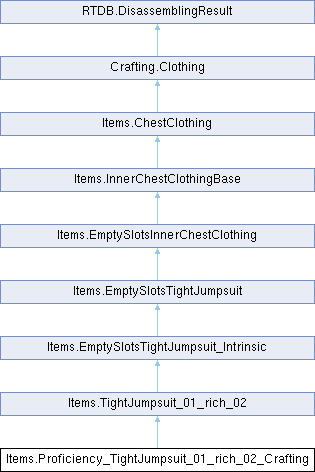 RTDB.DisassemblingResult
Crafting.Clothing
Items.ChestClothing
Items.InnerChestClothingBase
Items.EmptySlotsInnerChestClothing
Items.EmptySlotsTightJumpsuit
Items.EmptySlotsTightJumpsuit_Intrinsic
Items.TightJumpsuit_01_rich_02
Items.Proficiency_TightJumpsuit_01_rich_02_Crafting